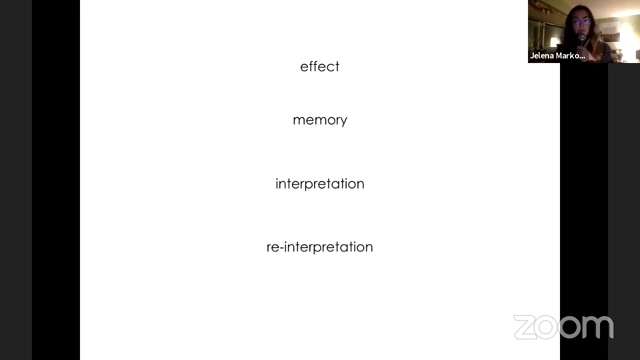 Jelena Marko...
effect
memory
interpretation
re-interpretation
zoom